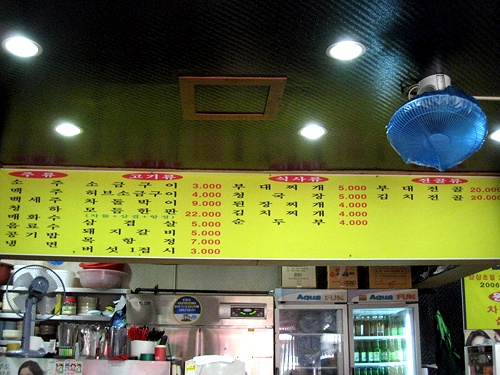 주류
소 주
맥 주
백 세 주
청 하
매 화 수
음 료 수
공 기 밥
냉 면
고기류
소 금 구 이 3.000
허브소금구이 4.000
차 돌 박 이 9.000
모 듬 한 판 22.000
삼 겹 살 5.000
돼 지 갈 비 5.000
목 항 정 7.000
버 섯 1접 시 3.000
식사류
부 대 찌 개 5.000
청 국 장 5.000
된 장 찌 개 4.000
김 치 찌 개 4.000
순 두 부 4.000
전골류
부 대 전 골 20.000
김 치 전 골 20.000
Aqua FUN
Aqua FUN
2006